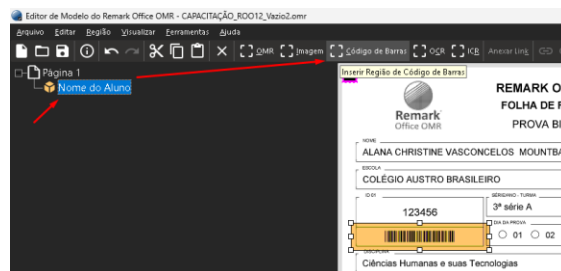 Editor de Modelo do Remark Office OMR - CAPACITAÇÃO_ROO12_Vazio2.omr
Arquivo Editar Região Visualizar Ferramentas Ajuda
OMR Imagem Código de Barras OCR ICR Anexar Link
Página 1
Nome do Aluno
Inserir Região de Código de Barras
Remark
Office OMR
REMARK O
FOLHA DE F
PROVA BI
NOME
ALANA CHRISTINE VASCONCELOS MOUNTBA
ESCOLA
COLÉGIO AUSTRO BRASILEIRO
ID 01
123456
SÉRIE/ANO - TURMA
3ª série A
DIA DA PROVA
01 02
DISCIPLINA
Ciências Humanas e suas Tecnologias